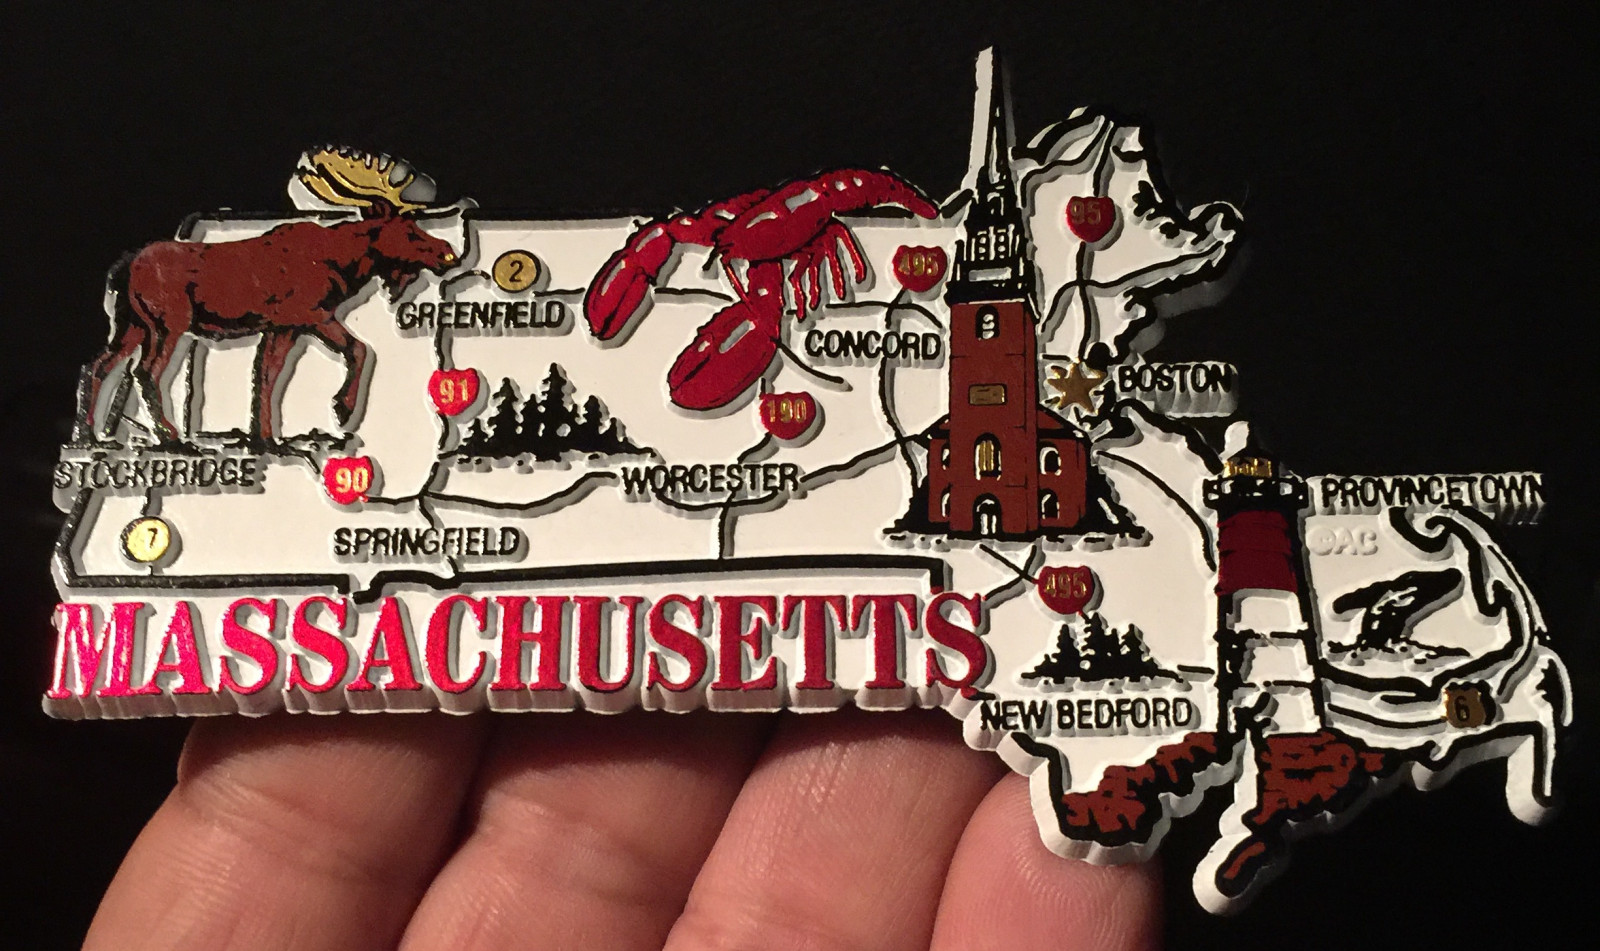 95
495
2
GREENFIELD
CONCORD
BOSTON
91
190
STOCKBRIDGE
90
WORCESTER
PROVINCETOWN
7
SPRINGFIELD
©AC
495
MASSACHUSETTS
NEW BEDFORD
6